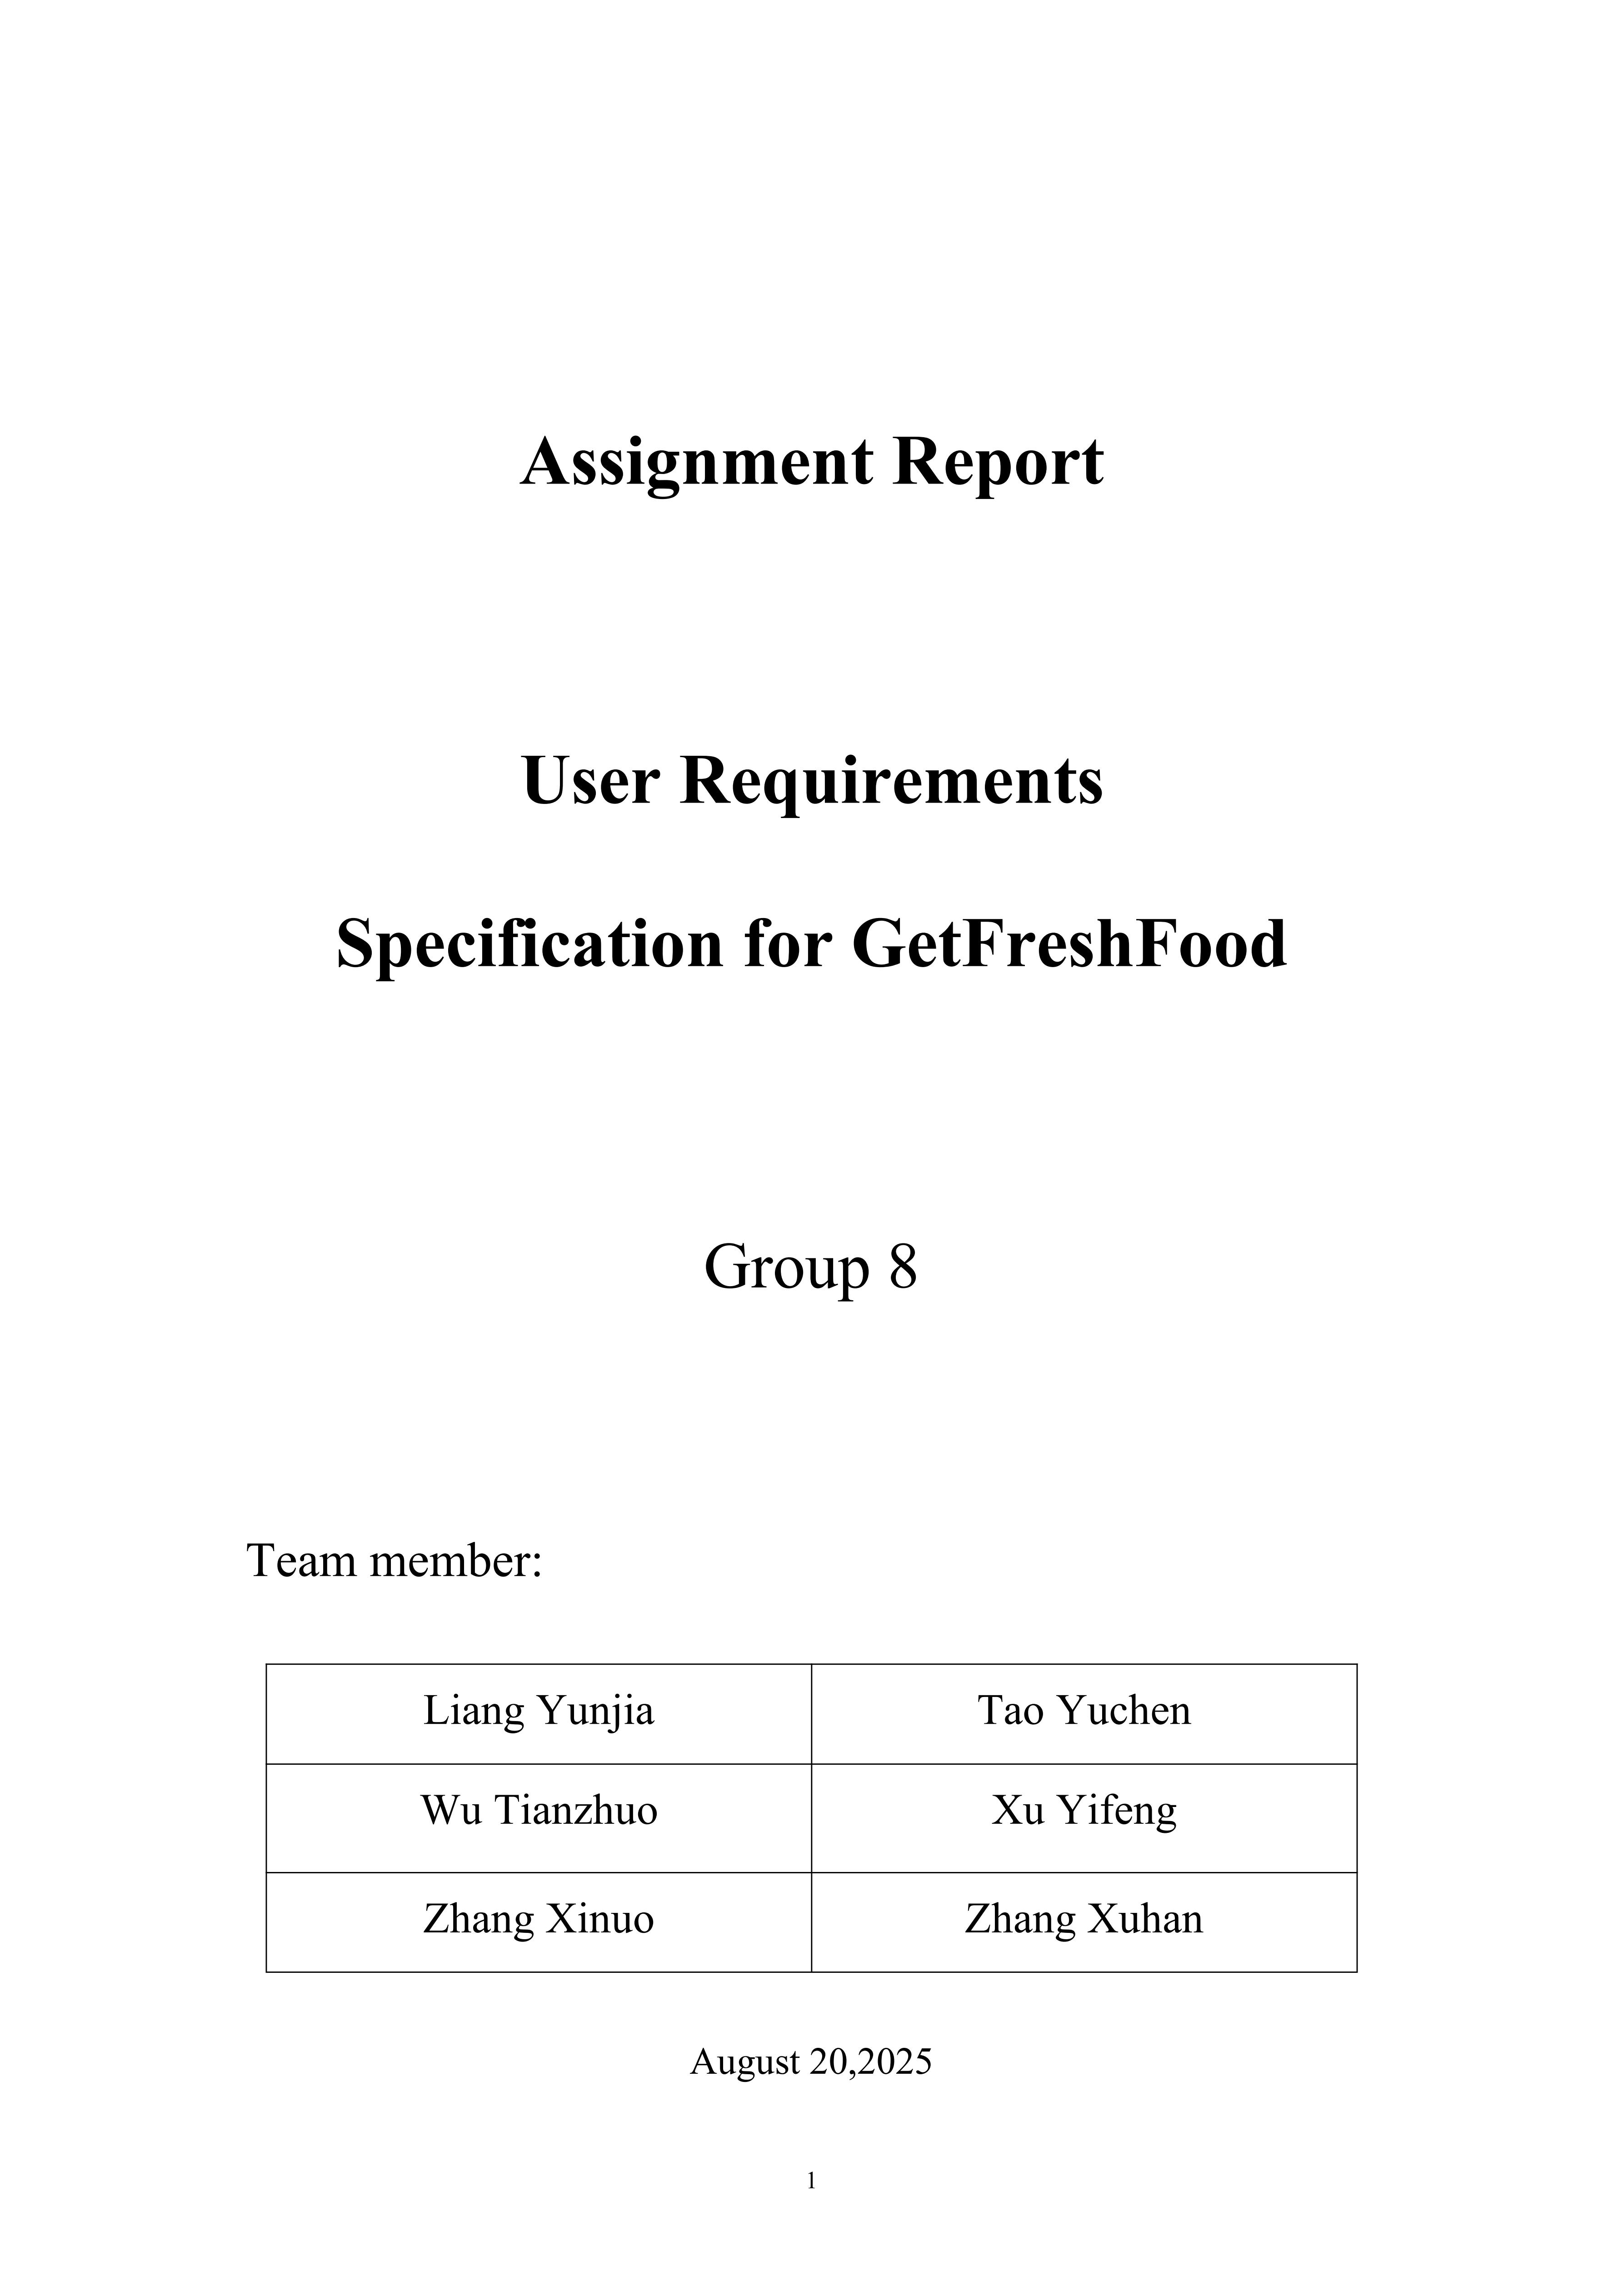 Assignment Report
User Requirements
Specification for GetFreshFood
Group 8
Team member:
Liang Yunjia Tao Yuchen
Wu Tianzhuo Xu Yifeng
Zhang Xinuo Zhang Xuhan
August 20,2025
1